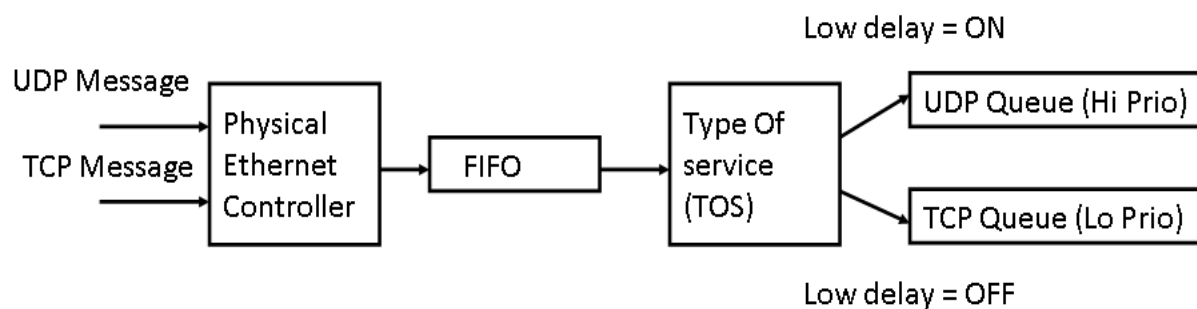 Low delay = ON
UDP Message
TCP Message
Physical
Ethernet
Controller
FIFO
Type Of
service
(TOS)
UDP Queue (Hi Prio)
TCP Queue (Lo Prio)
Low delay = OFF